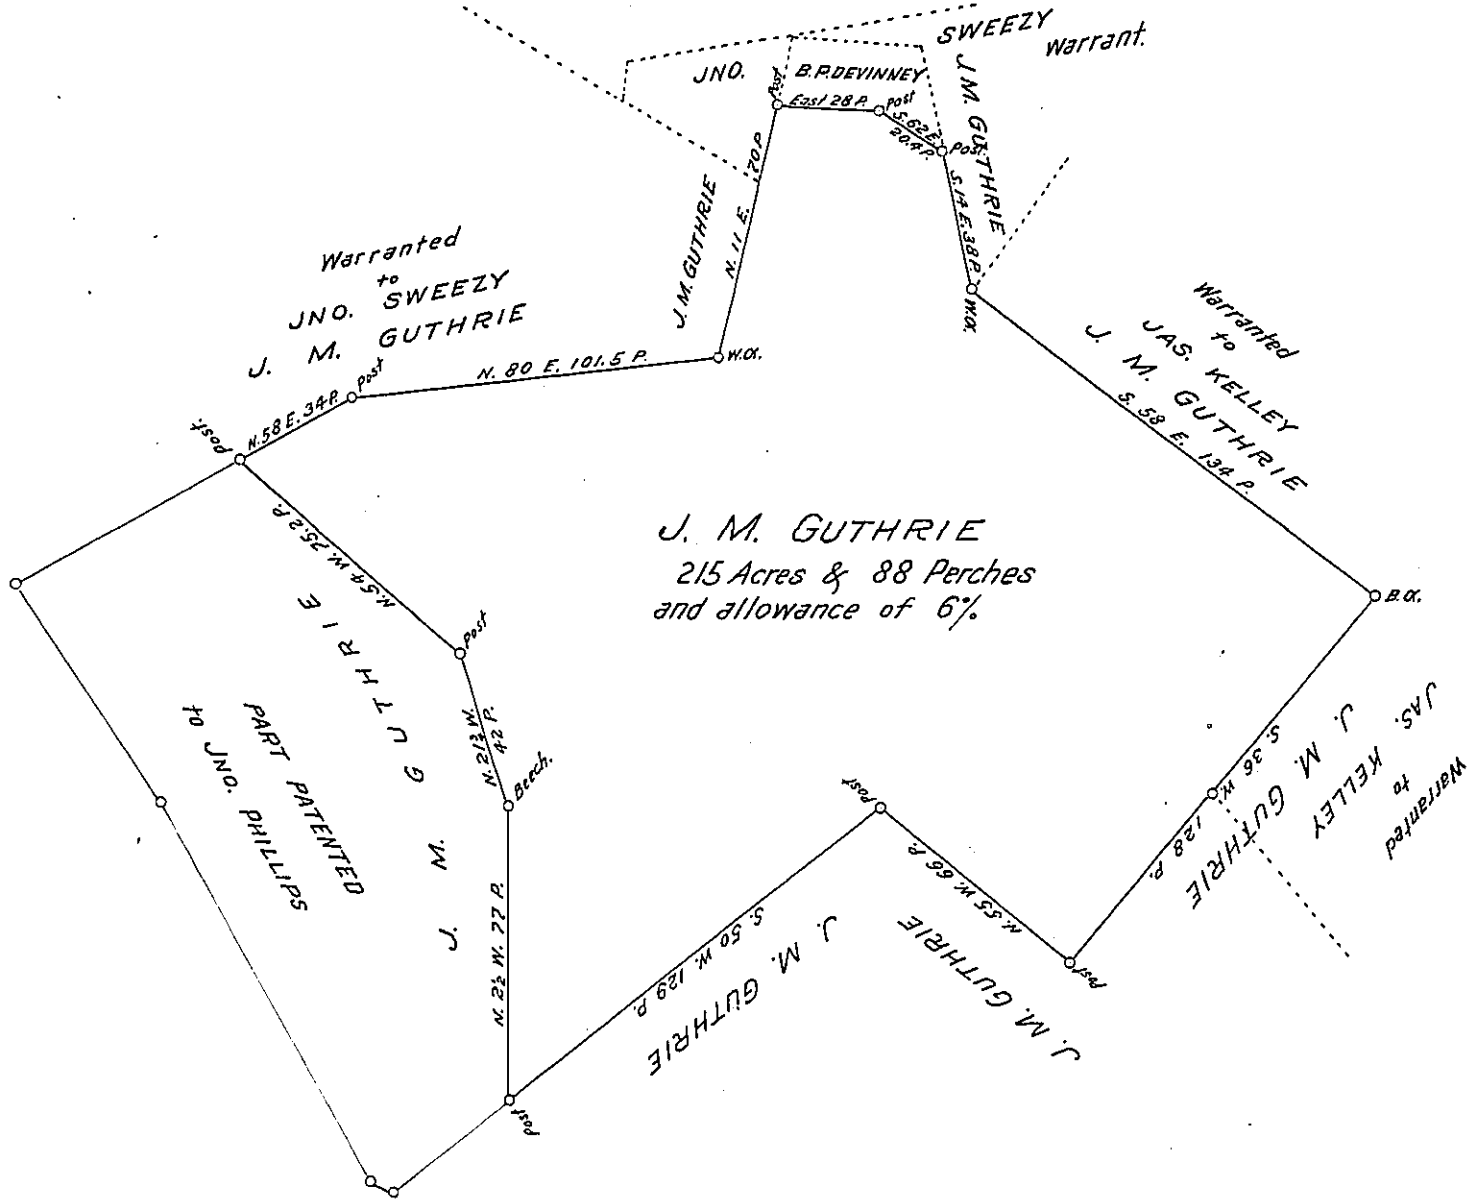 SWEEZY
Warrant.
JNO.
B.P. DEVINNEY
J M. GUTHRIE
Post
East 28 P.
Post
S. 62 E.
20.4 P.
Post.
S. 14 E. 38 P.
W.O.
J. M. GUTHRIE
N. 11 E. 70 P
Warranted
to
JNO. SWEEZY
J. M. GUTHRIE
Post.
N. 58 E. 34 P.
Post
N. 80 E. 101.5 P.
W.O.
Warranted
to
JAS. KELLEY
J. M. GUTHRIE
S. 58 E. 134 P.
B.O.
J. M. GUTHRIE
215 Acres & 88 Perches
and allowance of 6%
N. 54 W. 75.2 P.
Post
N. 21½ W.
42 P.
Beech.
N. 2½ W. 77 P.
J. M. GUTHRIE
PART PATENTED
to JNO. PHILLIPS
Post
S. 50 W. 129 P.
J. M. GUTHRIE
Post
N. 55 W. 66 P.
J. M. GUTHRIE
Post
S. 36 W. 128 P.
J. M. GUTHRIE
JAS. KELLEY
to
Warranted